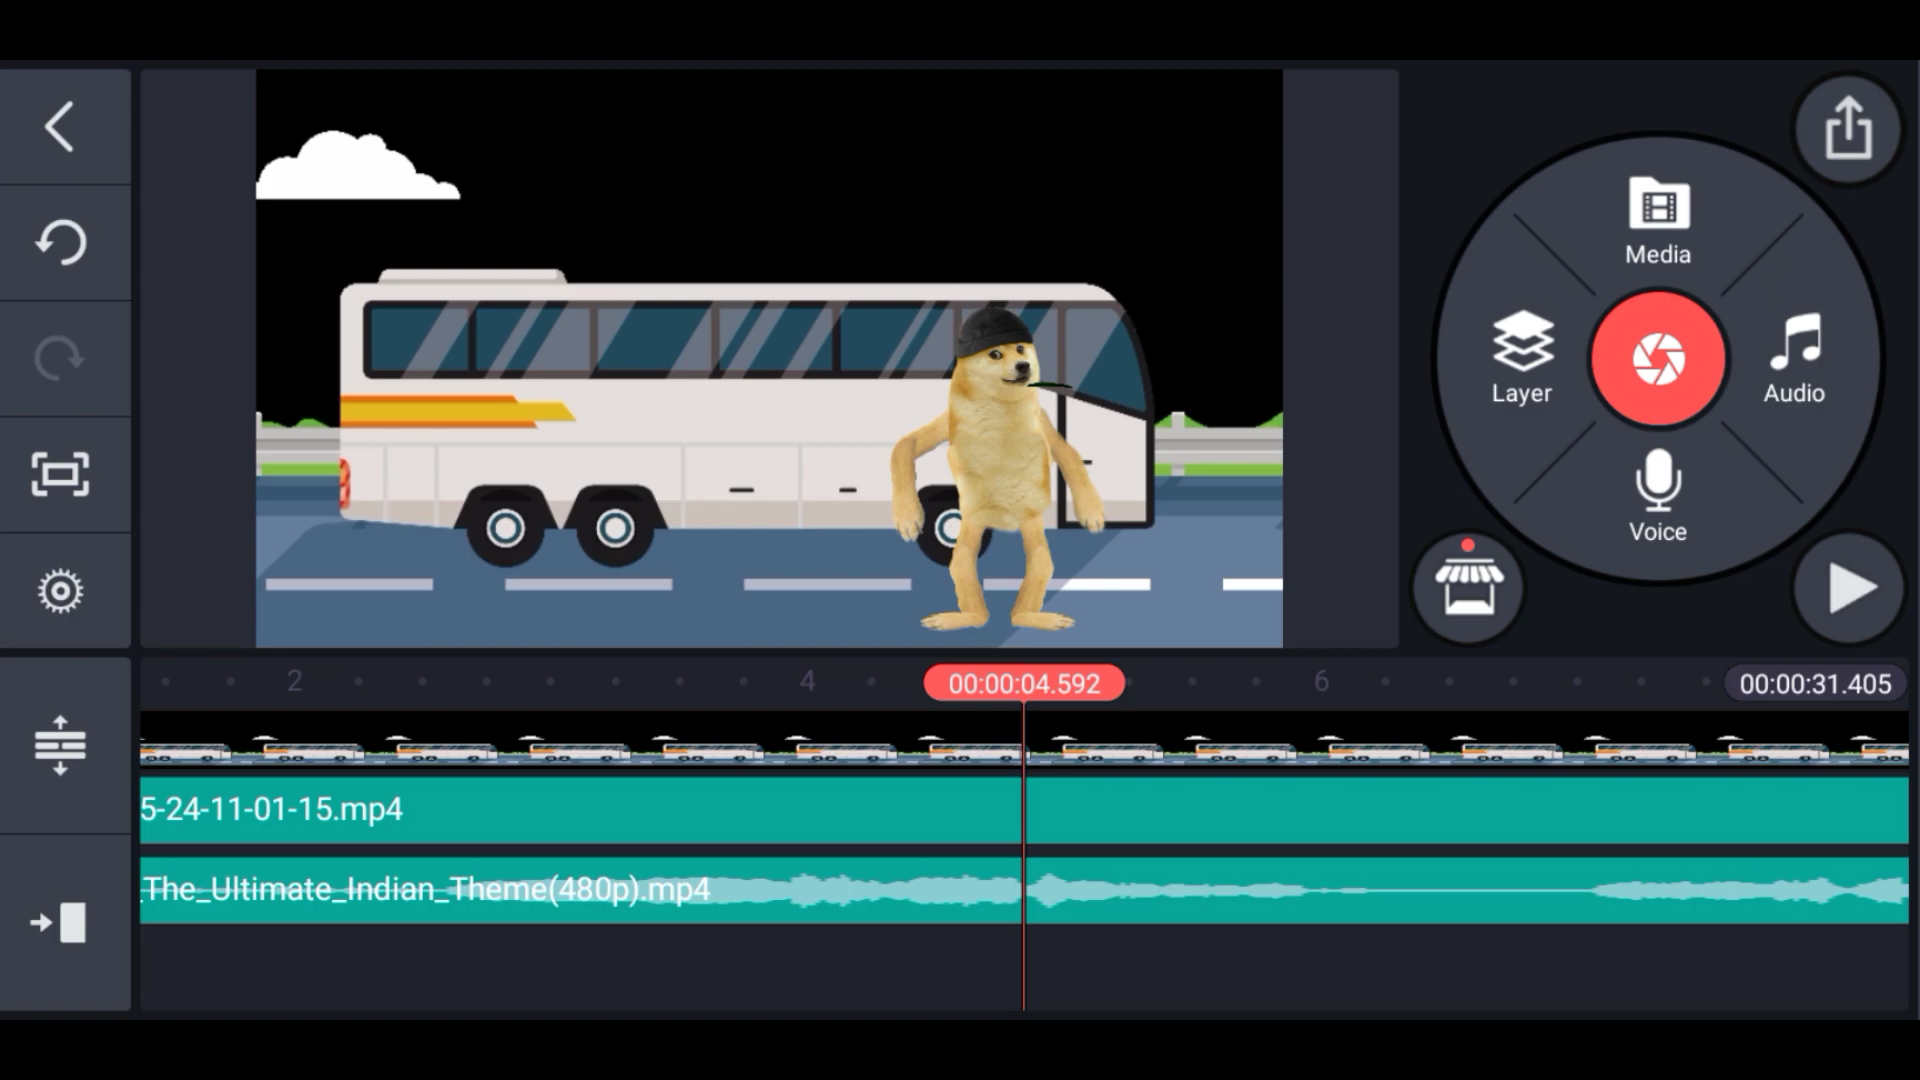 Media
Layer
Audio
Voice
2
4
00:00:04.592
6
00:00:31.405
5-24-11-01-15.mp4
_The_Ultimate_Indian_Theme(480p).mp4